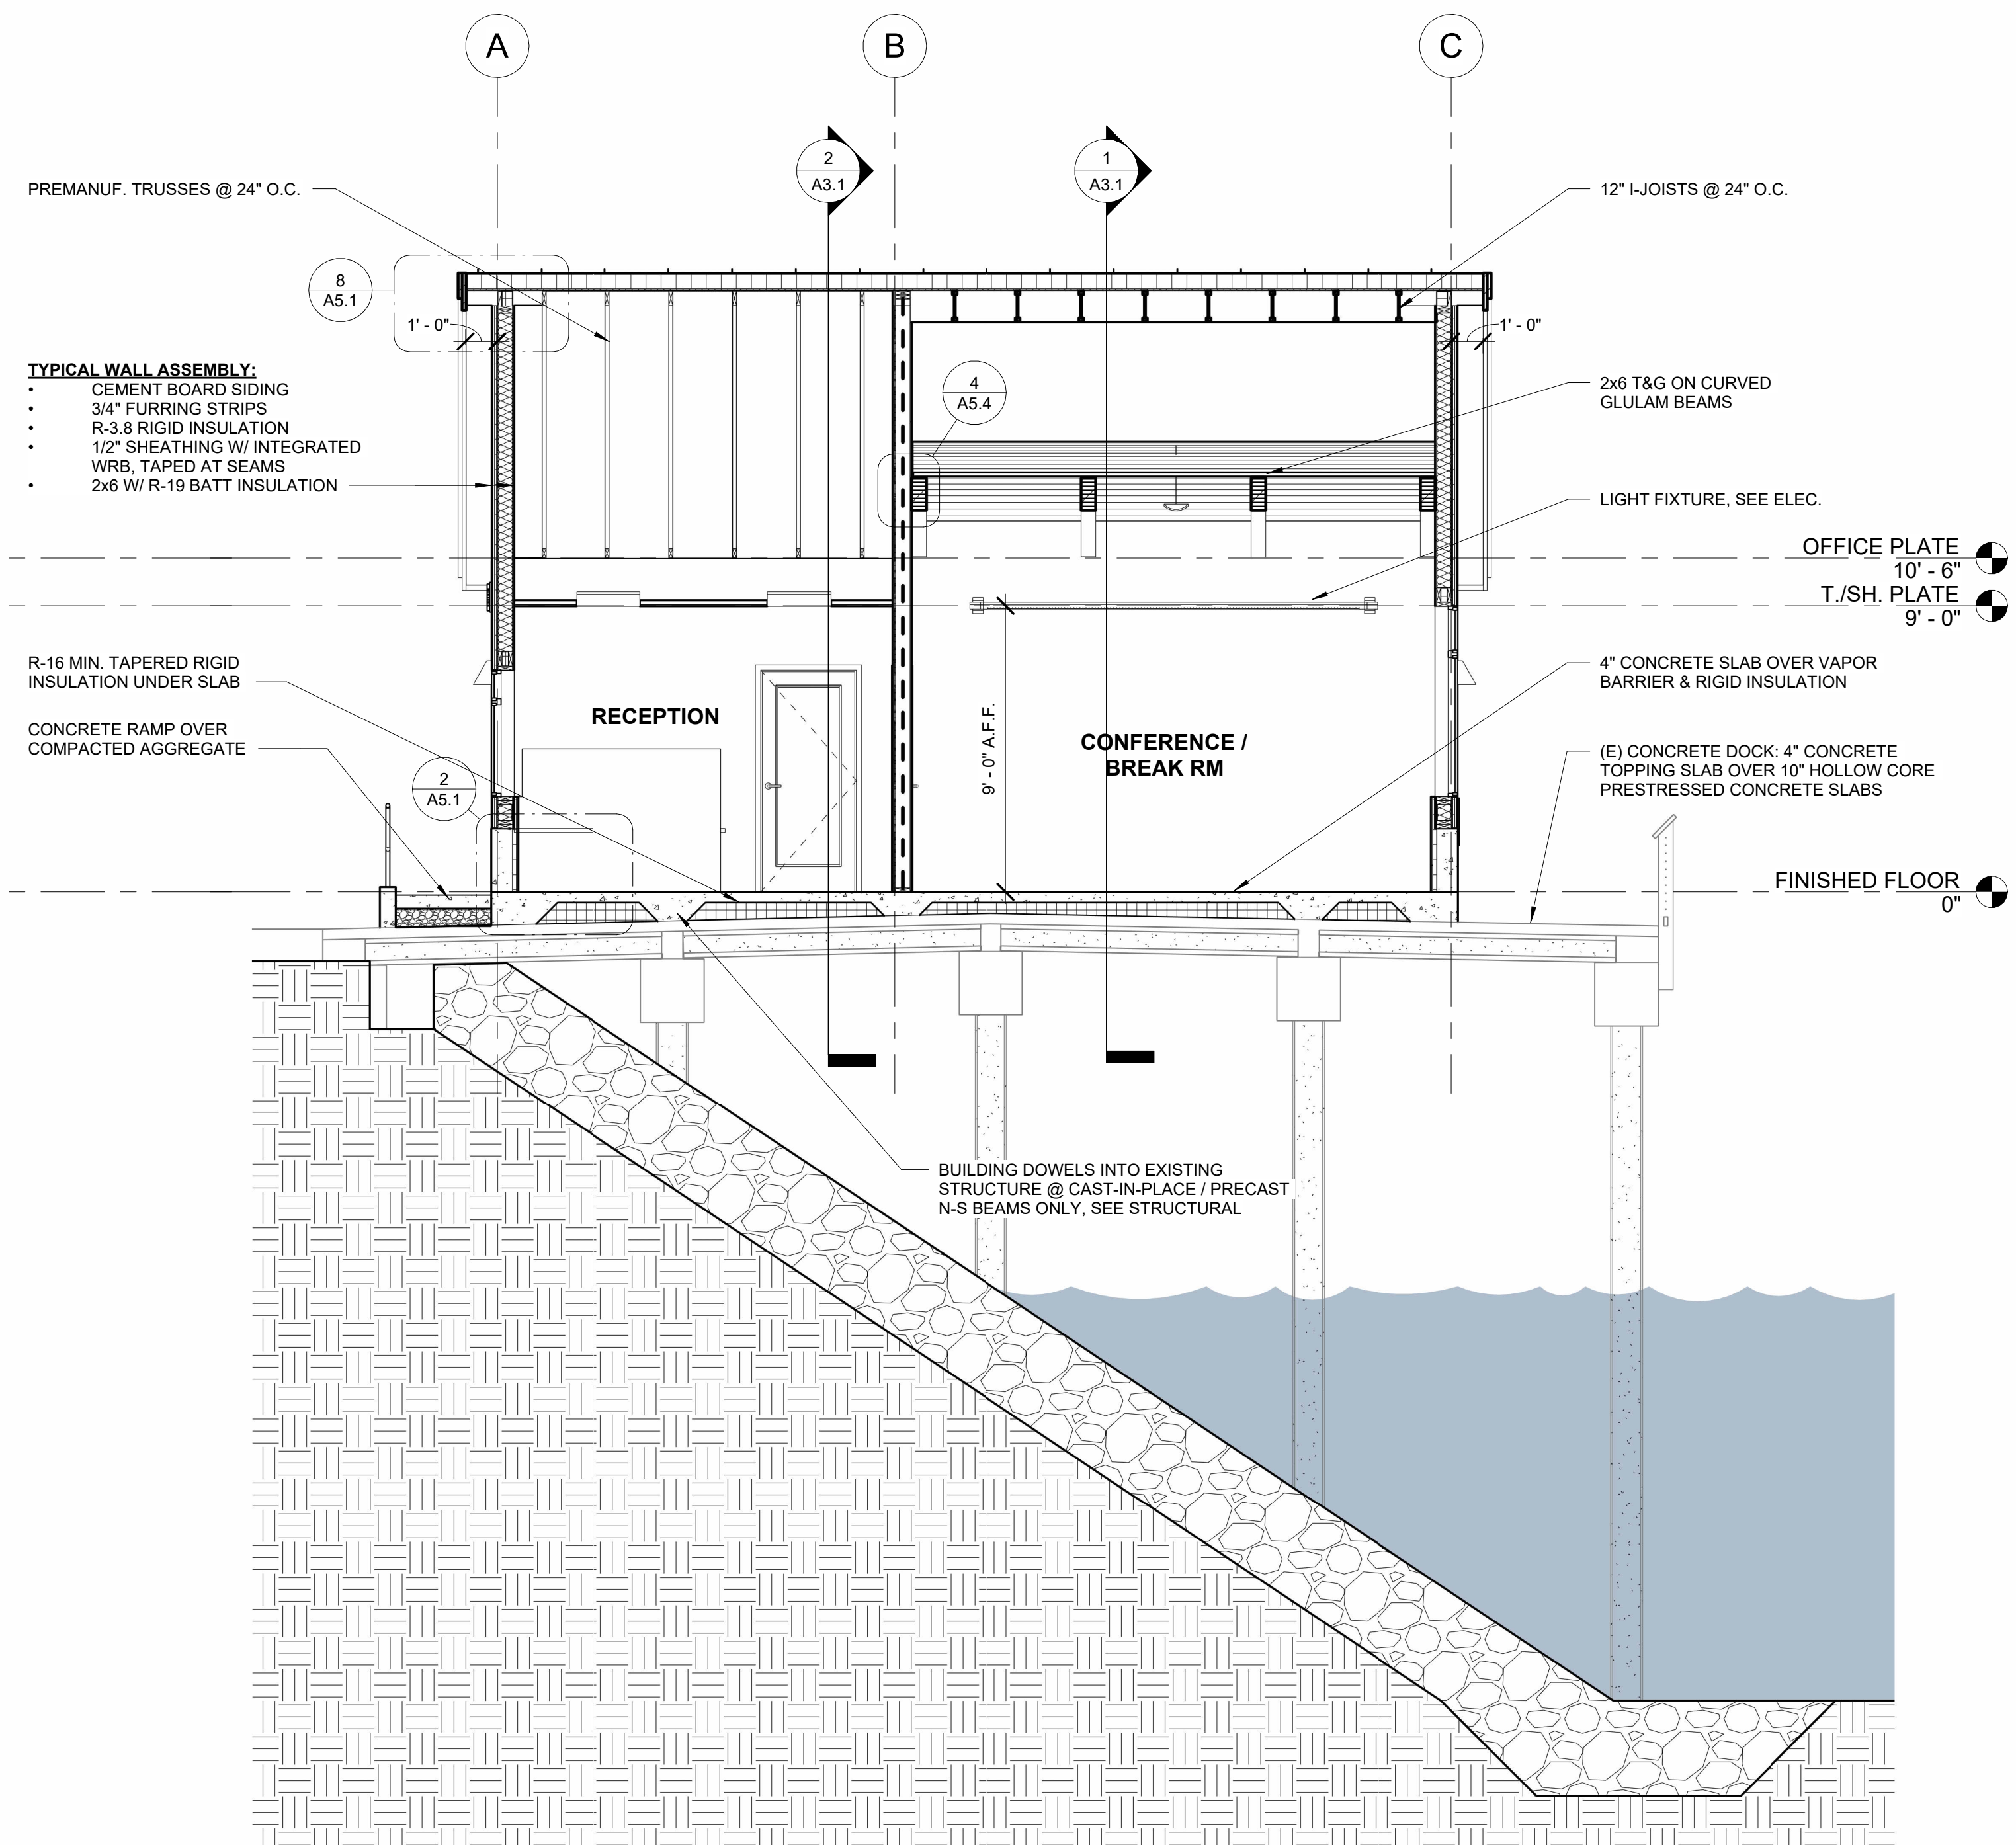 A
B
C
2
A3.1
1
A3.1
PREMANUF. TRUSSES @ 24" O.C.
12" I-JOISTS @ 24" O.C.
8
A5.1
1' - 0"
1' - 0"
TYPICAL WALL ASSEMBLY:
• CEMENT BOARD SIDING
• 3/4" FURRING STRIPS
• R-3.8 RIGID INSULATION
• 1/2" SHEATHING W/ INTEGRATED
WRB, TAPED AT SEAMS
• 2x6 W/ R-19 BATT INSULATION
4
A5.4
2x6 T&G ON CURVED
GLULAM BEAMS
LIGHT FIXTURE, SEE ELEC.
OFFICE PLATE
10' - 6"
T./SH. PLATE
9' - 0"
R-16 MIN. TAPERED RIGID
INSULATION UNDER SLAB
4" CONCRETE SLAB OVER VAPOR
BARRIER & RIGID INSULATION
RECEPTION
CONFERENCE /
BREAK RM
9' - 0" A.F.F.
CONCRETE RAMP OVER
COMPACTED AGGREGATE
2
A5.1
(E) CONCRETE DOCK: 4" CONCRETE
TOPPING SLAB OVER 10" HOLLOW CORE
PRESTRESSED CONCRETE SLABS
FINISHED FLOOR
0"
BUILDING DOWELS INTO EXISTING
STRUCTURE @ CAST-IN-PLACE / PRECAST
N-S BEAMS ONLY, SEE STRUCTURAL